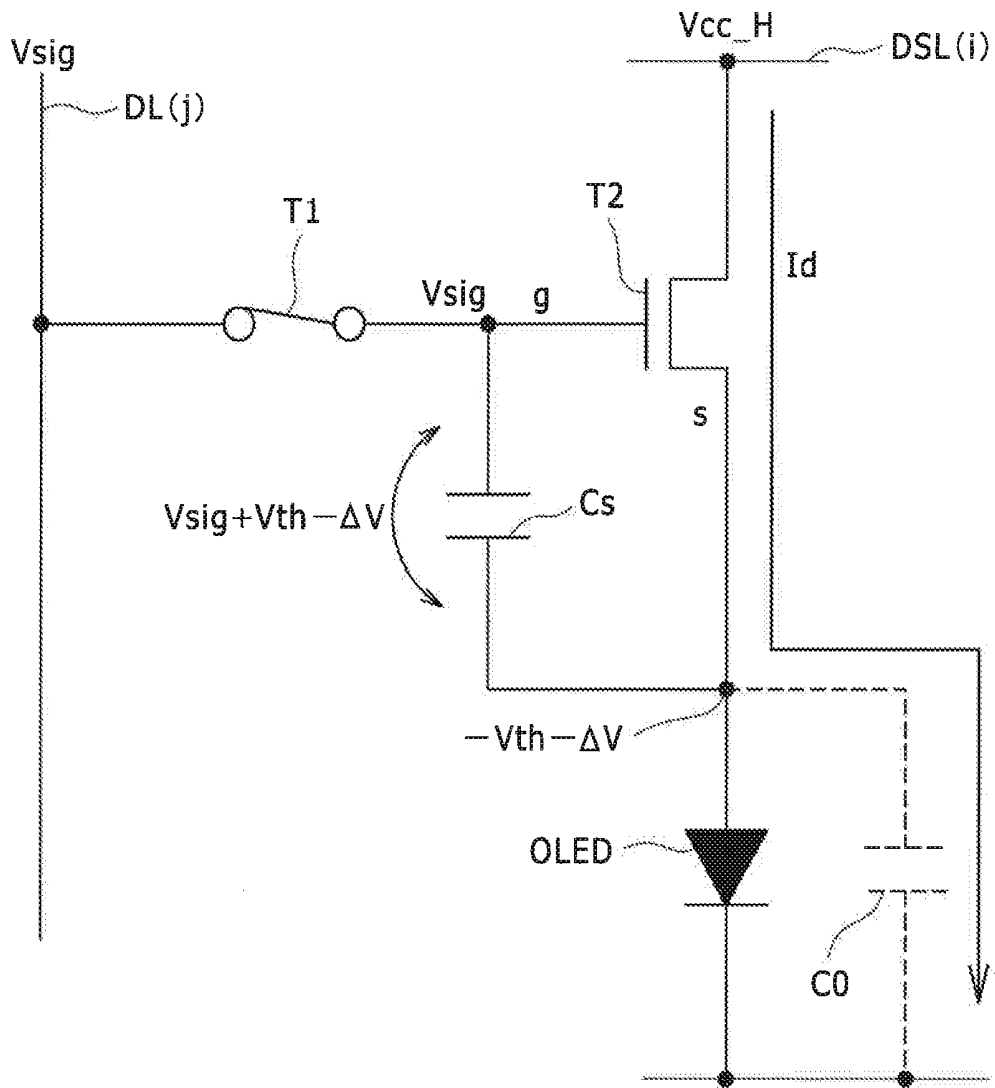 Vcc_H
DSL(i)
Vsig
DL(j)
T2
T1
Id
Vsig
g
s
Cs
Vsig+Vth−ΔV
−Vth−ΔV
OLED
C0